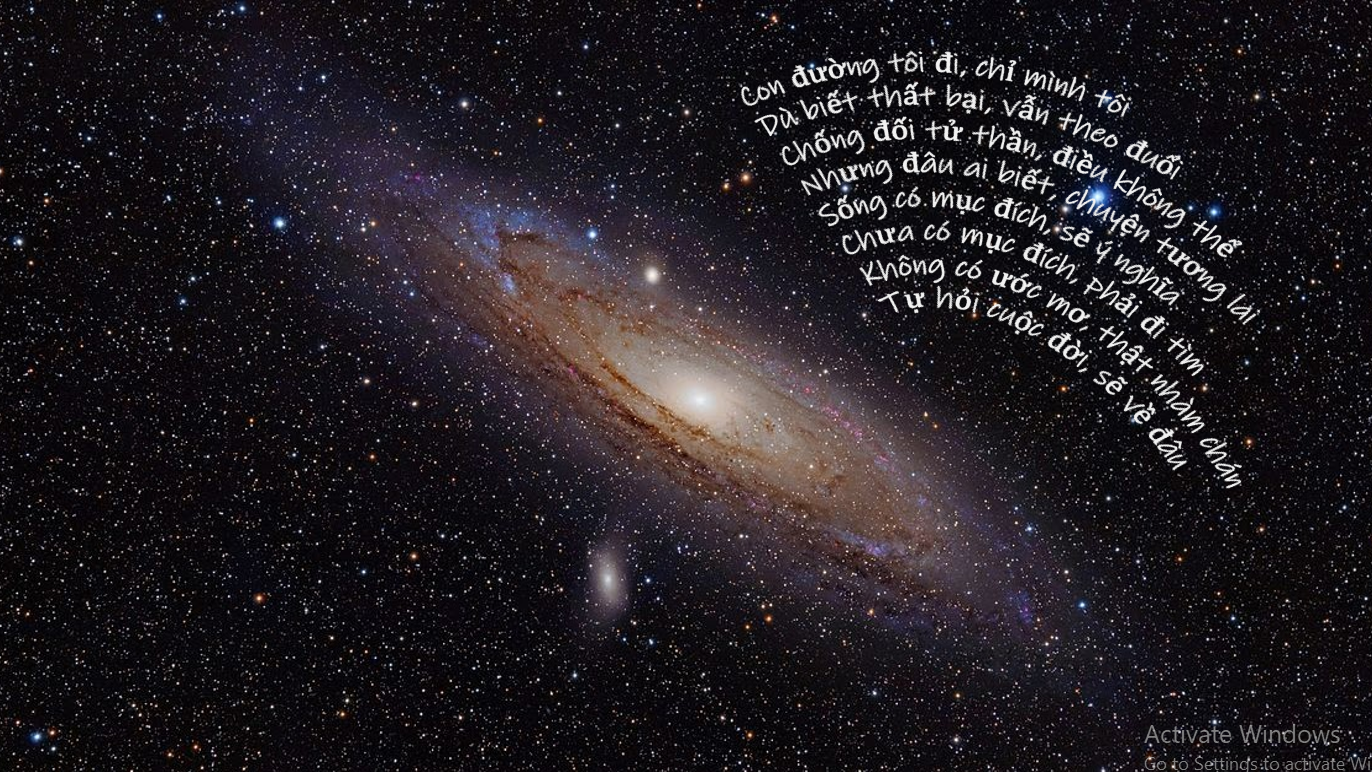 Con đường tôi đi, chỉ mình tôi
Dù biết thất bại, vẫn theo đuổi
Chống đối tử thần, điều không thể
Nhưng đâu ai biết, chuyện tương lai
Sống có mục đích, sẽ ý nghĩa
Chưa có mục đích, Phải đi tìm
Không có ước mơ, thật nhàm chán
Tự hỏi cuộc đời, sẽ về đâu
Activate Windows
Go to Settings to activate Wi